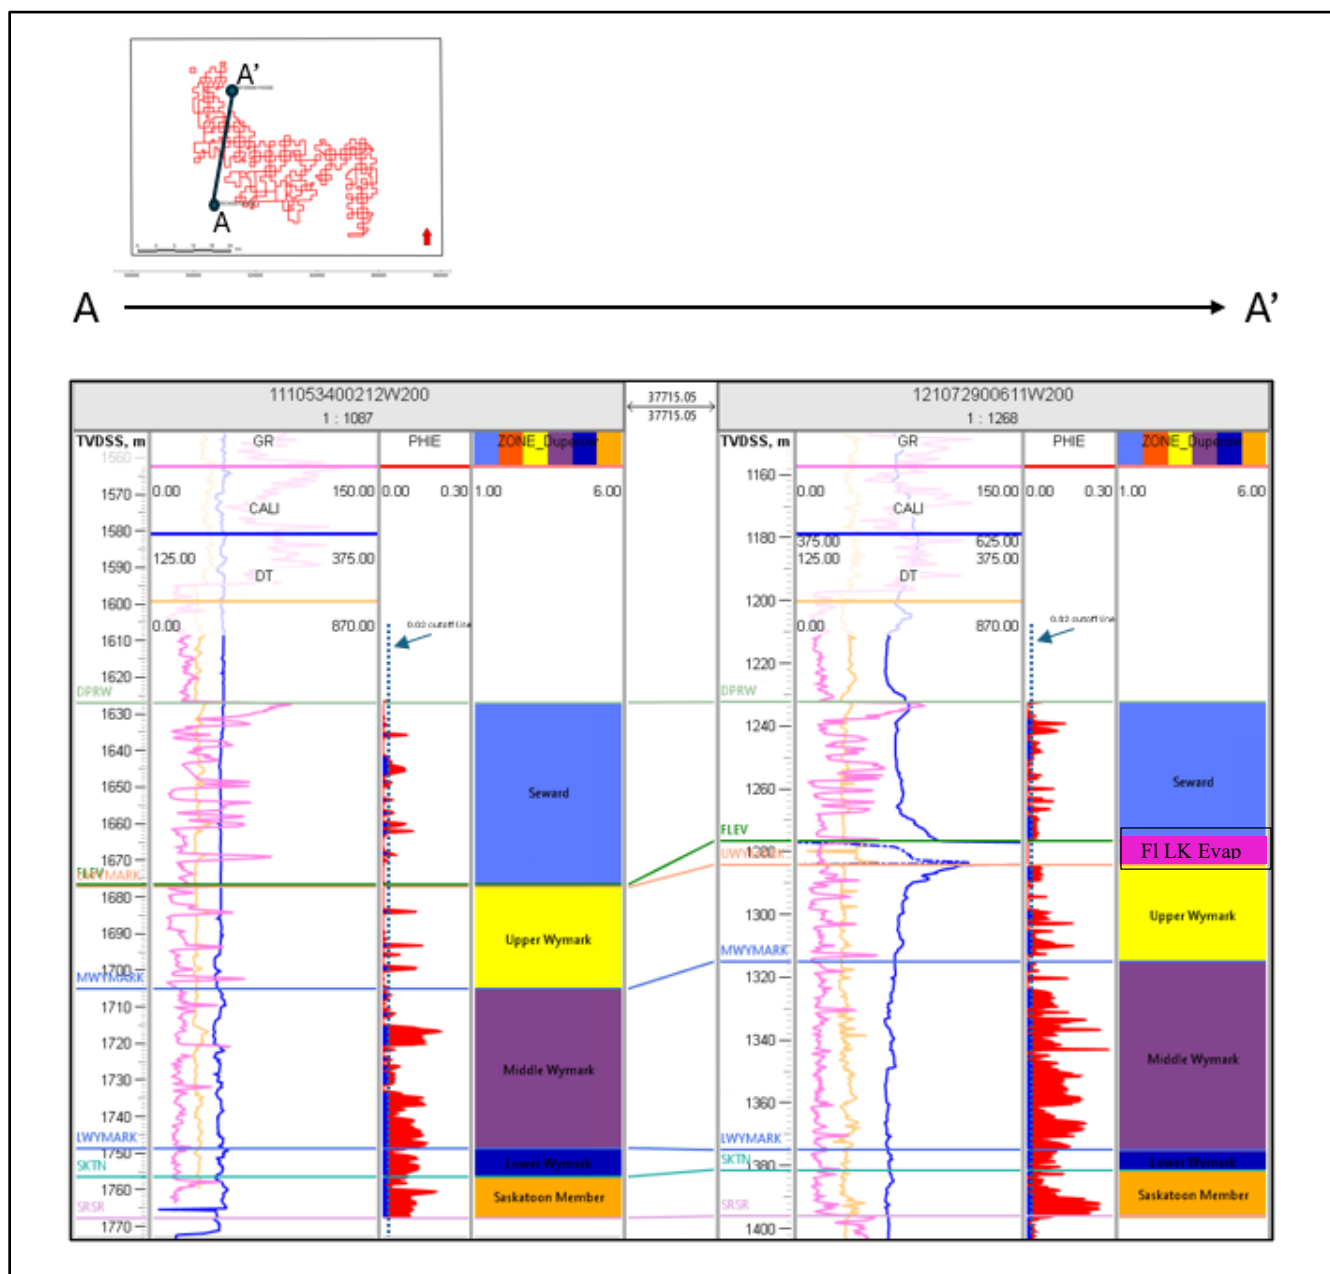 A'
A
A A'
111053400212W200
1 : 1087
37715.05
37715.05
121072900611W200
1 : 1268
TVDSS, m GR PHIE ZONE_Duperow
0.00 150.00 0.00 0.30 1.00 6.00
CALI
125.00 375.00
DT
0.00 870.00
0.02 cutoff line
1560
1570
1580
1590
1600
1610
1620
1630
1640
1650
1660
1670
1680
1690
1700
1710
1720
1730
1740
1750
1760
1770
DPRW
FLEV
UWYMARK
MWYMARK
LWYMARK
SKTN
SRSR
Seward
Upper Wymark
Middle Wymark
Lower Wymark
Saskatoon Member
TVDSS, m GR PHIE ZONE_Duperow
0.00 150.00 0.00 0.30 1.00 6.00
CALI
375.00 625.00
125.00 375.00
DT
0.00 870.00
0.02 cutoff line
1160
1180
1200
1220
1240
1260
1280
1300
1320
1340
1360
1380
1400
DPRW
FLEV
UWYMARK
MWYMARK
LWYMARK
SKTN
SRSR
Seward
Fl LK Evap
Upper Wymark
Middle Wymark
Lower Wymark
Saskatoon Member